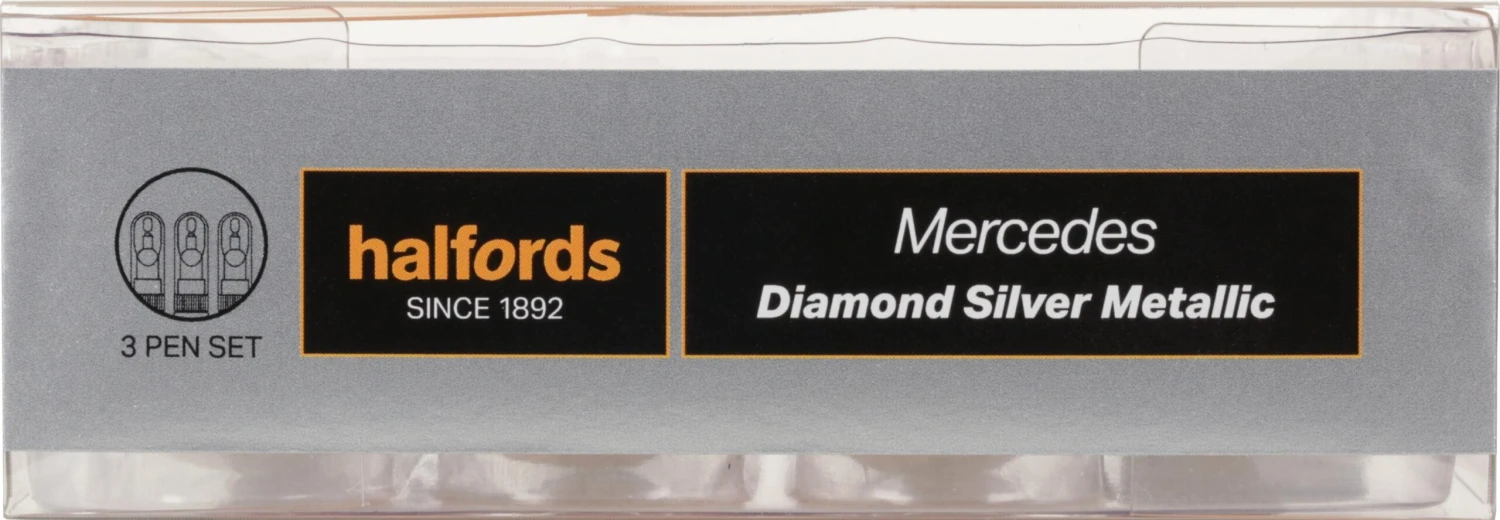 halfords
SINCE 1892
3 PEN SET
Mercedes
Diamond Silver Metallic